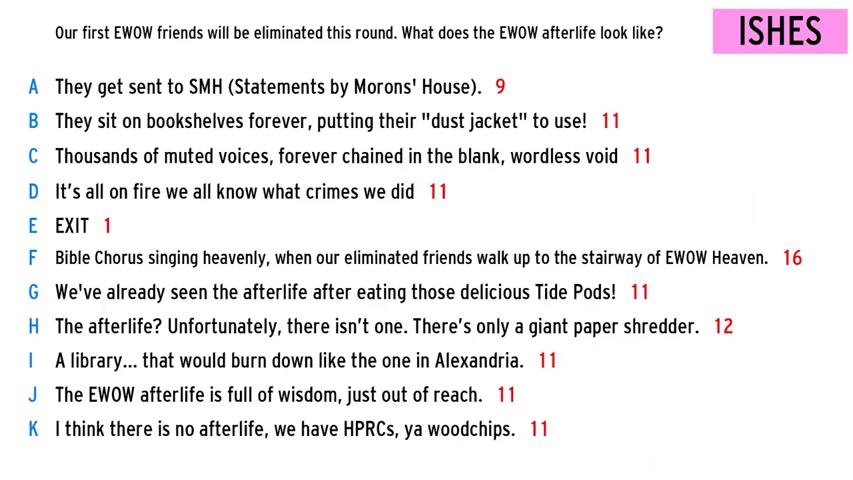 Our first EWOW friends will be eliminated this round. What does the EWOW afterlife look like?
ISHES
A They get sent to SMH (Statements by Morons' House). 9
B They sit on bookshelves forever, putting their "dust jacket" to use! 11
C Thousands of muted voices, forever chained in the blank, wordless void 11
D It’s all on fire we all know what crimes we did 11
E EXIT 1
F Bible Chorus singing heavenly, when our eliminated friends walk up to the stairway of EWOW Heaven. 16
G We've already seen the afterlife after eating those delicious Tide Pods! 11
H The afterlife? Unfortunately, there isn’t one. There’s only a giant paper shredder. 12
I A library... that would burn down like the one in Alexandria. 11
J The EWOW afterlife is full of wisdom, just out of reach. 11
K I think there is no afterlife, we have HPRCs, ya woodchips. 11